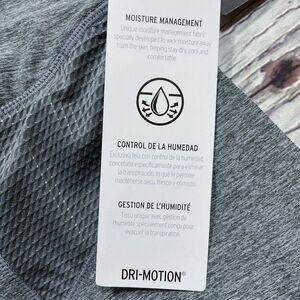 MOISTURE MANAGEMENT
Unique moisture management fabric
specially developed to wick moisture away
from the skin, helping stay dry, cool and
comfortable.
CONTROL DE LA HUMEDAD
Exclusiva tela con control de la humedad,
concebida específicamente para eliminar
la transpiración, lo que le permite
mantenerse seco, fresco y cómodo.
GESTION DE L'HUMIDITÉ
Tissu unique avec gestion de
l'humidité spécialement conçu pour
évacuer la transpiration.
DRI-MOTION®